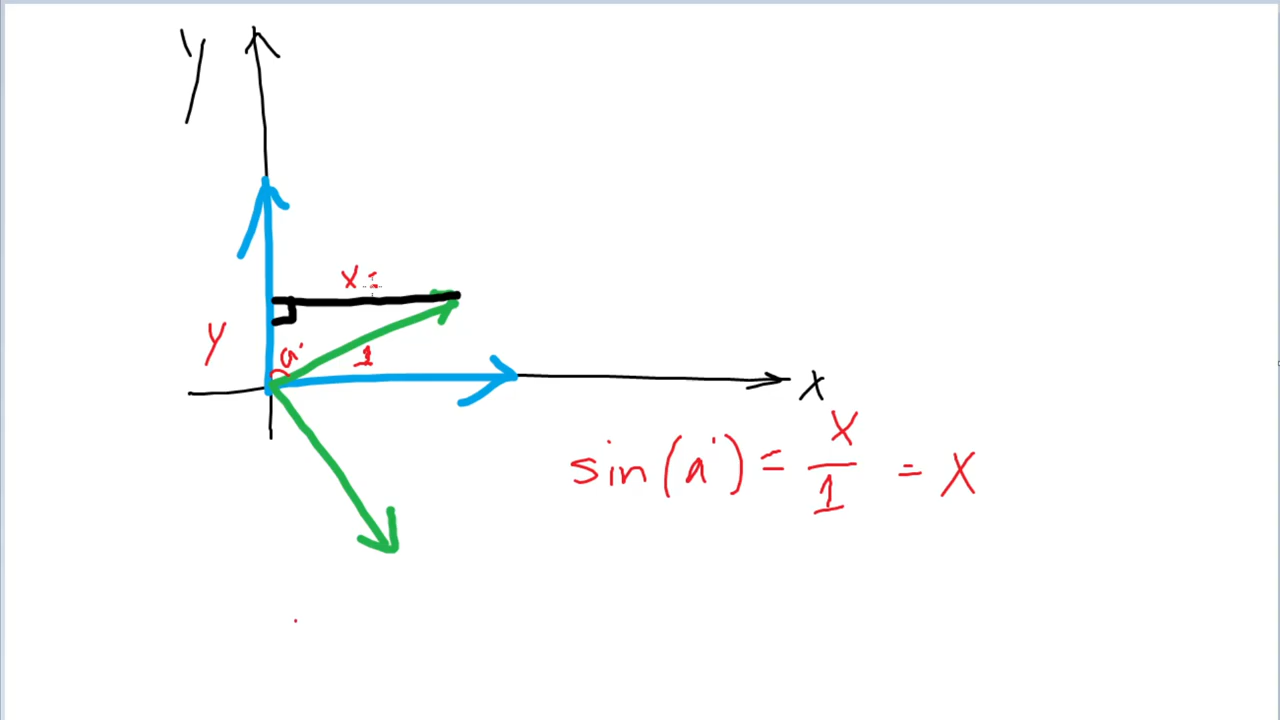 y
x =
y
a'
1
x
sin(a') = x/1 = x